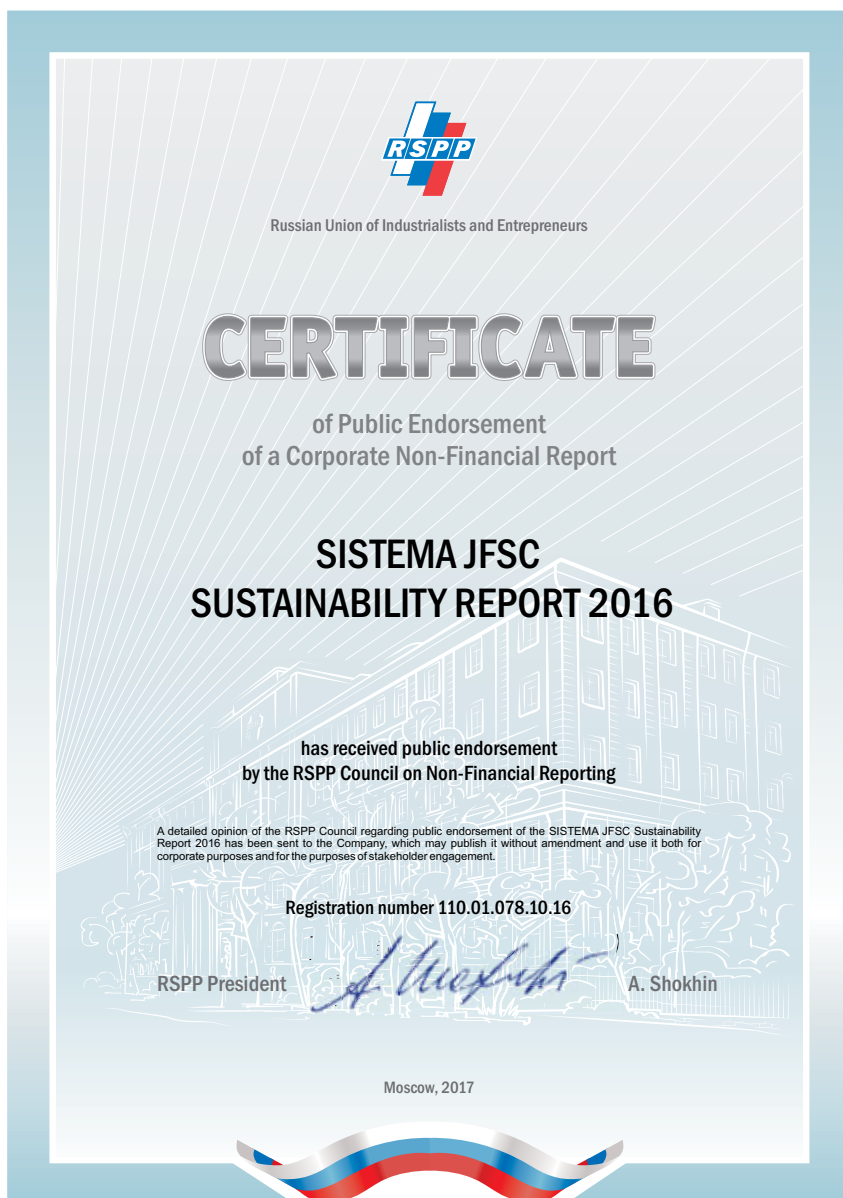 RSPP
Russian Union of Industrialists and Entrepreneurs
CERTIFICATE
of Public Endorsement
of a Corporate Non-Financial Report
SISTEMA JFSC
SUSTAINABILITY REPORT 2016
has received public endorsement
by the RSPP Council on Non-Financial Reporting
A detailed opinion of the RSPP Council regarding public endorsement of the SISTEMA JFSC Sustainability
Report 2016 has been sent to the Company, which may publish it without amendment and use it both for
corporate purposes and for the purposes of stakeholder engagement.
Registration number 110.01.078.10.16
RSPP President A. Shokhin
Moscow, 2017